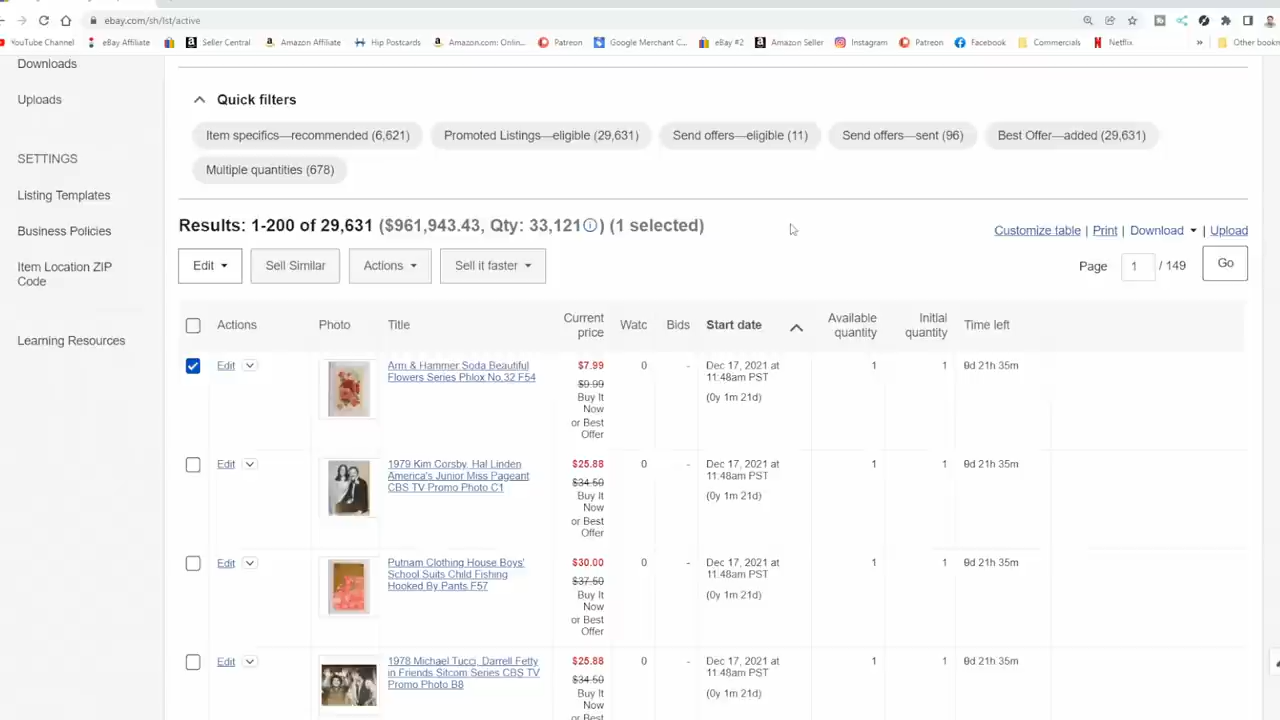 ebay.com/sh/lst/active
YouTube Channel eBay Affiliate Seller Central Amazon Affiliate Hip Postcards Amazon.com: Onlin... Patreon Google Merchant C... eBay #2 Amazon Seller Instagram Patreon Facebook Commercials Netflix » Other bookm
Downloads
Uploads
SETTINGS
Listing Templates
Business Policies
Item Location ZIP
Code
Learning Resources
Quick filters
Item specifics—recommended (6,621) Promoted Listings—eligible (29,631) Send offers—eligible (11) Send offers—sent (96) Best Offer—added (29,631)
Multiple quantities (678)
Results: 1-200 of 29,631 ($961,943.43, Qty: 33,121) (1 selected)
Customize table | Print | Download | Upload
Edit Sell Similar Actions Sell it faster
Page 1 / 149 Go
Actions Photo Title Current price Watc Bids Start date Available quantity Initial quantity Time left
Edit
Arm & Hammer Soda Beautiful
Flowers Series Phlox No.32 F54
$7.99
$9.99
Buy It
Now
or Best
Offer
0
-
Dec 17, 2021 at
11:48am PST
(0y 1m 21d)
1
1
0d 21h 35m
Edit
1979 Kim Corsby, Hal Linden
America's Junior Miss Pageant
CBS TV Promo Photo C1
$25.88
$34.50
Buy It
Now
or Best
Offer
0
-
Dec 17, 2021 at
11:48am PST
(0y 1m 21d)
1
1
0d 21h 35m
Edit
Putnam Clothing House Boys'
School Suits Child Fishing
Hooked By Pants F57
$30.00
$37.50
Buy It
Now
or Best
Offer
0
-
Dec 17, 2021 at
11:48am PST
(0y 1m 21d)
1
1
0d 21h 35m
Edit
1978 Michael Tucci, Darrell Fetty
in Friends Sitcom Series CBS TV
Promo Photo B8
$25.88
$34.50
Buy It
Now
or Best
0
-
Dec 17, 2021 at
11:48am PST
(0y 1m 21d)
1
1
0d 21h 35m